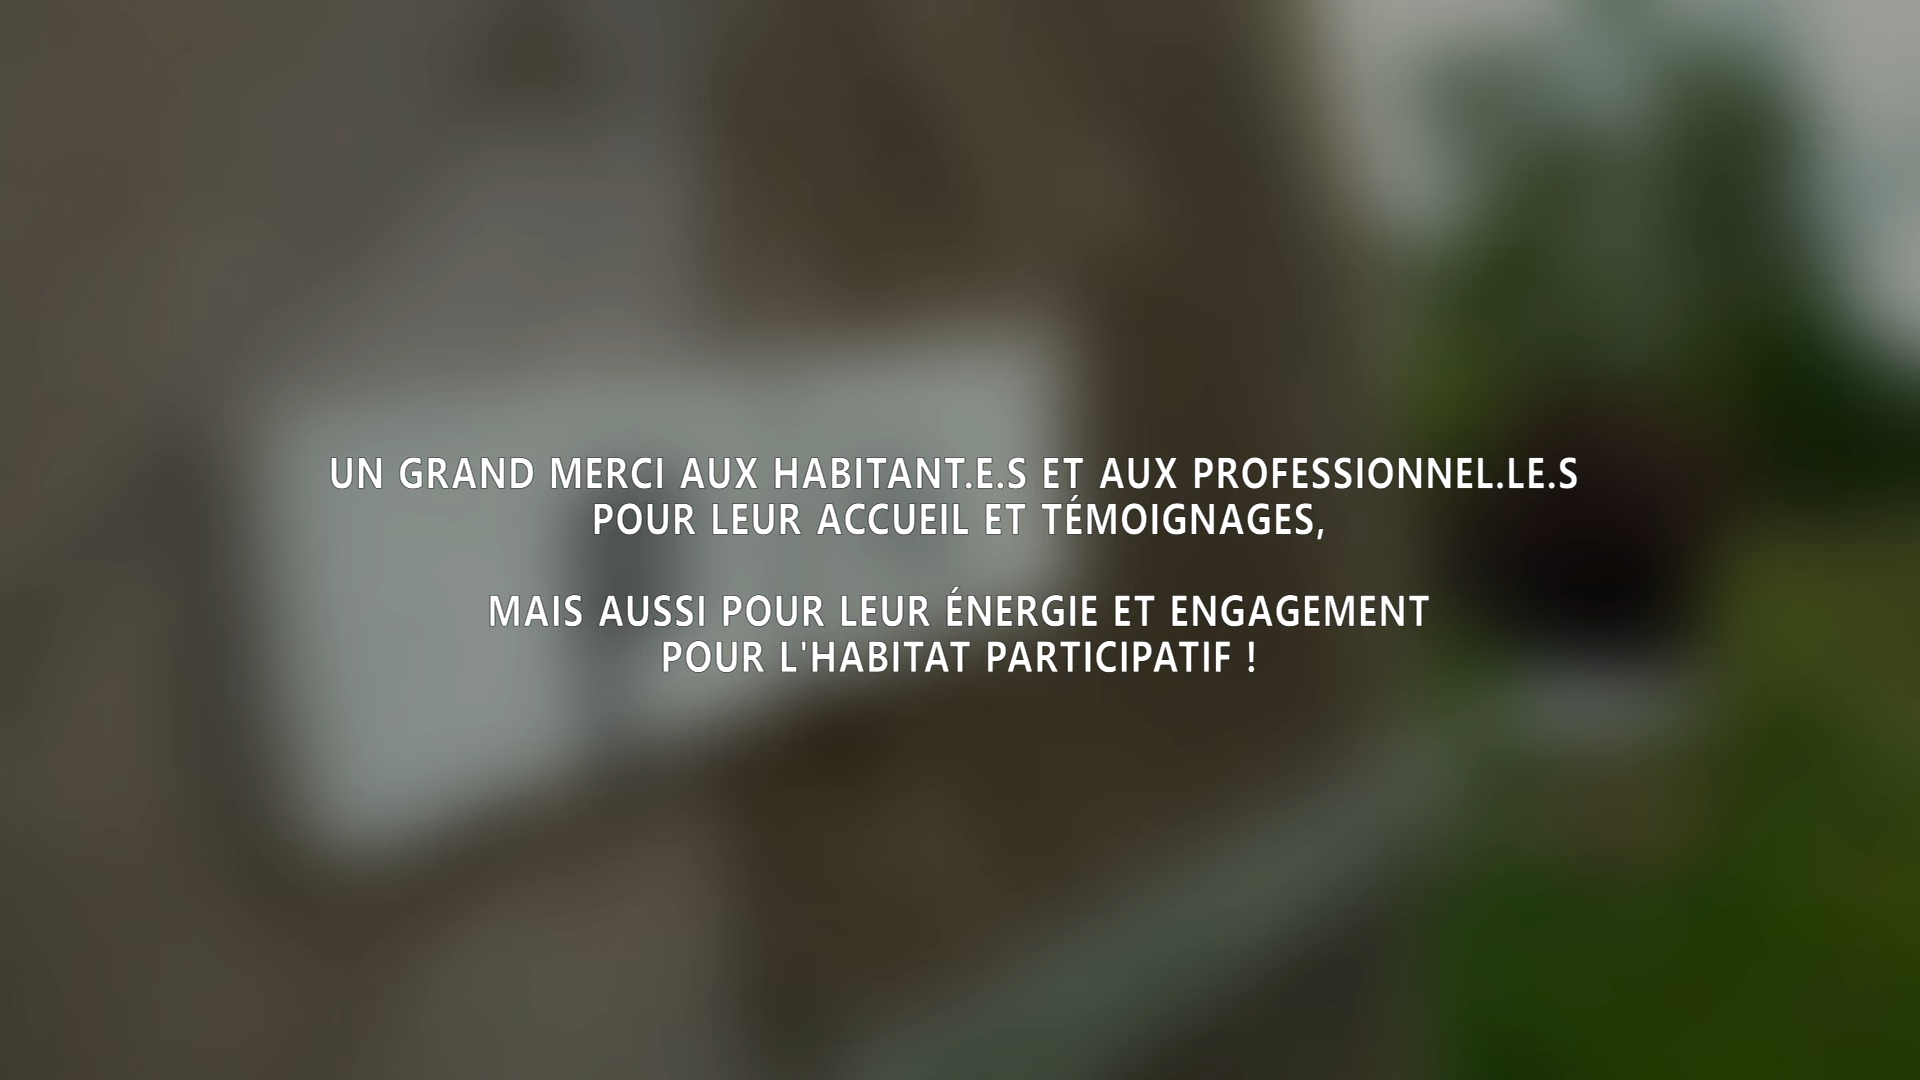 UN GRAND MERCI AUX HABITANT.E.S ET AUX PROFESSIONNEL.LE.S
POUR LEUR ACCUEIL ET TÉMOIGNAGES,
MAIS AUSSI POUR LEUR ÉNERGIE ET ENGAGEMENT
POUR L'HABITAT PARTICIPATIF !